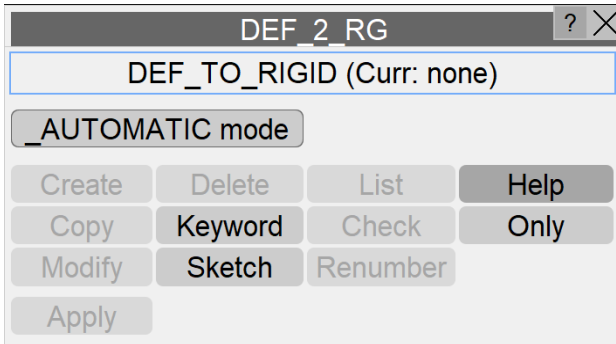 DEF_2_RG ?
DEF_TO_RIGID (Curr: none)
_AUTOMATIC mode
Create Delete List Help
Copy Keyword Check Only
Modify Sketch Renumber
Apply